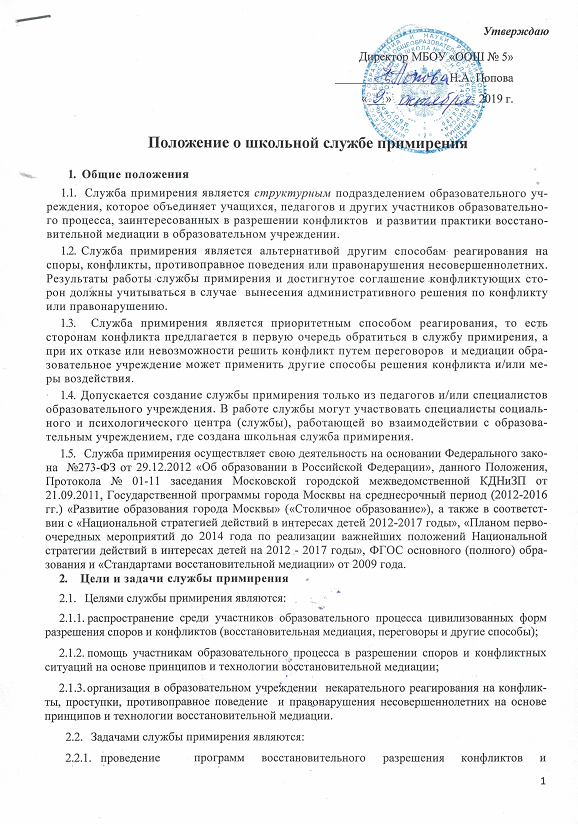 Утверждаю
Директор МБОУ «ООШ № 5»
Попова Н.А. Попова
« 9 » октября 2019 г.
Положение о школьной службе примирения
1. Общие положения
1.1. Служба примирения является структурным подразделением образовательного уч-
реждения, которое объединяет учащихся, педагогов и других участников образовательно-
го процесса, заинтересованных в разрешении конфликтов и развитии практики восстано-
вительной медиации в образовательном учреждении.
1.2. Служба примирения является альтернативой другим способам реагирования на
споры, конфликты, противоправное поведения или правонарушения несовершеннолетних.
Результаты работы службы примирения и достигнутое соглашение конфликтующих сто-
рон должны учитываться в случае вынесения административного решения по конфликту
или правонарушению.
1.3. Служба примирения является приоритетным способом реагирования, то есть
сторонам конфликта предлагается в первую очередь обратиться в службу примирения, а
при их отказе или невозможности решить конфликт путем переговоров и медиации обра-
зовательное учреждение может применить другие способы решения конфликта и/или ме-
ры воздействия.
1.4. Допускается создание службы примирения только из педагогов и/или специалистов
образовательного учреждения. В работе службы могут участвовать специалисты социаль-
ного и психологического центра (службы), работающей во взаимодействии с образова-
тельным учреждением, где создана школьная служба примирения.
1.5. Служба примирения осуществляет свою деятельность на основании Федерального зако-
на №273-ФЗ от 29.12.2012 «Об образовании в Российской Федерации», данного Положения,
Протокола № 01-11 заседания Московской городской межведомственной КДНиЗП от
21.09.2011, Государственной программы города Москвы на среднесрочный период (2012-2016
гг.) «Развитие образования города Москвы» («Столичное образование»), а также в соответст-
вии с «Национальной стратегией действий в интересах детей 2012-2017 годы», «Планом перво-
очередных мероприятий до 2014 года по реализации важнейших положений Национальной
стратегии действий в интересах детей на 2012 - 2017 годы», ФГОС основного (полного) обра-
зования и «Стандартами восстановительной медиации» от 2009 года.
2. Цели и задачи службы примирения
2.1. Целями службы примирения являются:
2.1.1. распространение среди участников образовательного процесса цивилизованных форм
разрешения споров и конфликтов (восстановительная медиация, переговоры и другие способы);
2.1.2. помощь участникам образовательного процесса в разрешении споров и конфликтных
ситуаций на основе принципов и технологии восстановительной медиации;
2.1.3. организация в образовательном учреждении некарательного реагирования на конфлик-
ты, проступки, противоправное поведение и правонарушения несовершеннолетних на основе
принципов и технологии восстановительной медиации.
2.2. Задачами службы примирения являются:
2.2.1. проведение программ восстановительного разрешения конфликтов и
1